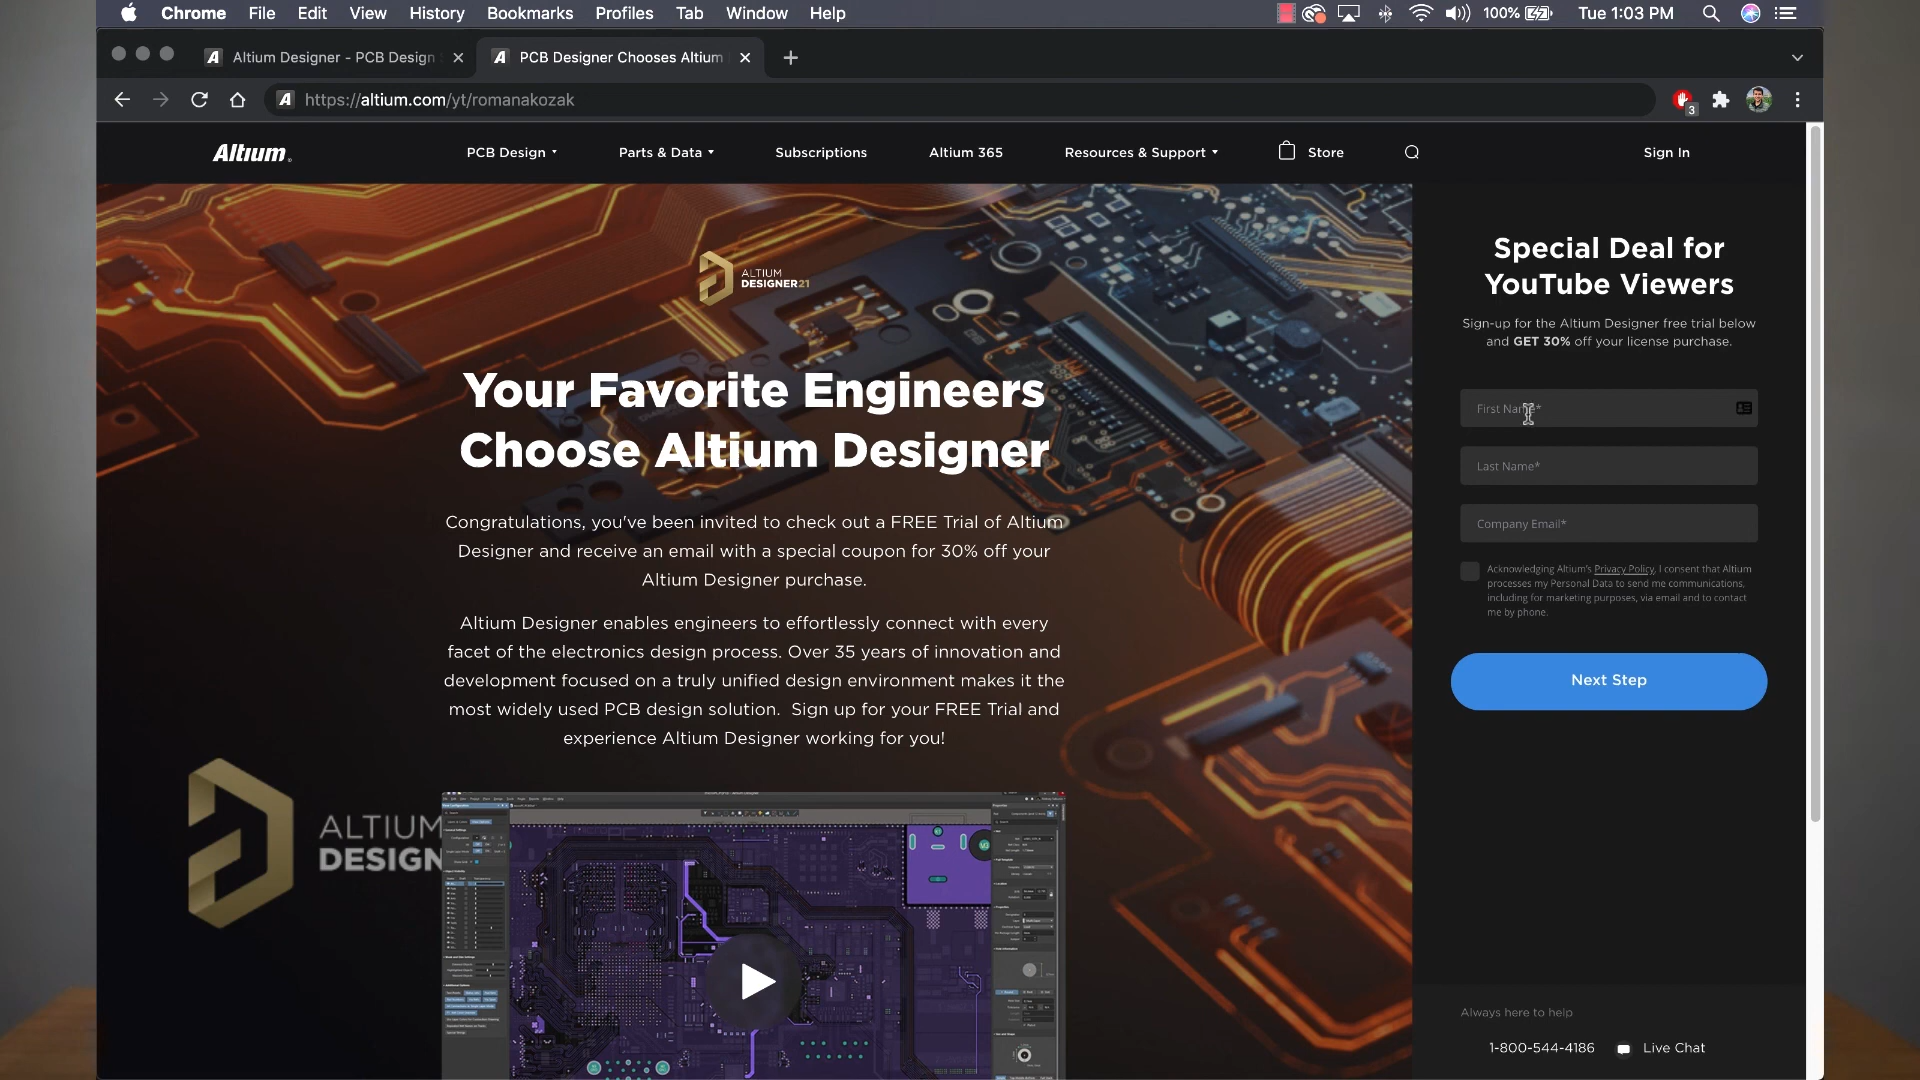 Chrome File Edit View History Bookmarks Profiles Tab Window Help
100% Tue 1:03 PM
Altium Designer - PCB Design
PCB Designer Chooses Altium
https://altium.com/yt/romanakozak
3
Altium
PCB Design
Parts & Data
Subscriptions
Altium 365
Resources & Support
Store
Sign In
ALTIUM
DESIGNER21
Your Favorite Engineers
Choose Altium Designer
Congratulations, you've been invited to check out a FREE Trial of Altium
Designer and receive an email with a special coupon for 30% off your
Altium Designer purchase.
Altium Designer enables engineers to effortlessly connect with every
facet of the electronics design process. Over 35 years of innovation and
development focused on a truly unified design environment makes it the
most widely used PCB design solution. Sign up for your FREE Trial and
experience Altium Designer working for you!
ALTIUM
DESIGN
Special Deal for
YouTube Viewers
Sign-up for the Altium Designer free trial below
and GET 30% off your license purchase.
First Name*
Last Name*
Company Email*
Acknowledging Altium's Privacy Policy, I consent that Altium
processes my Personal Data to send me communications,
including for marketing purposes, via email and to contact
me by phone.
Next Step
Always here to help
1-800-544-4186
Live Chat